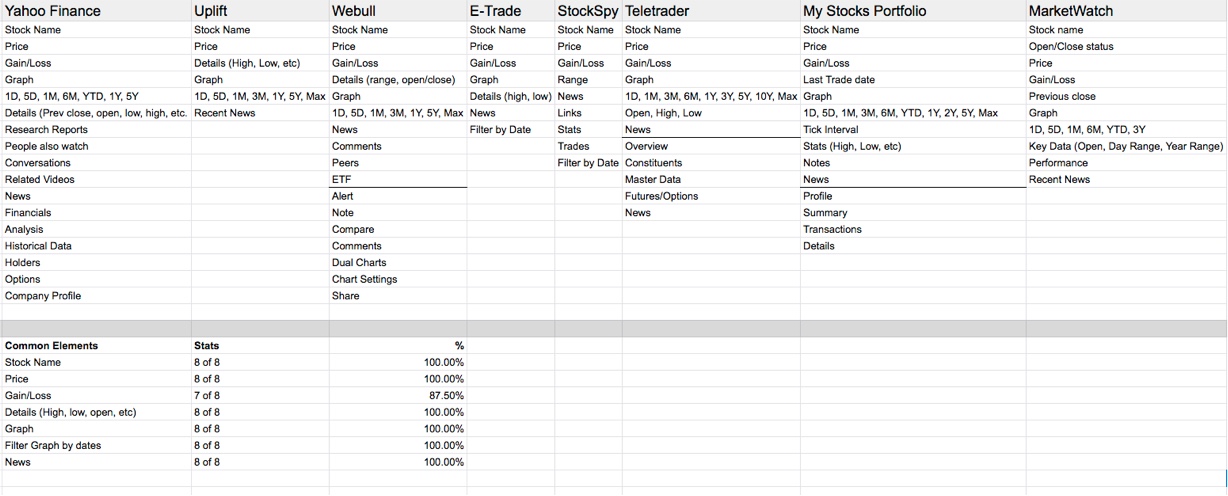 Yahoo Finance Uplift Webull E-Trade StockSpy Teletrader My Stocks Portfolio MarketWatch
Stock Name Stock Name Stock Name Stock Name Stock Name Stock Name Stock Name Stock name
Price Price Price Price Price Price Price Open/Close status
Gain/Loss Details (High, Low, etc) Gain/Loss Gain/Loss Gain/Loss Gain/Loss Gain/Loss Price
Graph Graph Details (range, open/close) Graph Range Graph Last Trade date Gain/Loss
1D, 5D, 1M, 6M, YTD, 1Y, 5Y 1D, 5D, 1M, 3M, 1Y, 5Y, Max Graph Details (high, low) News 1D, 1M, 3M, 6M, 1Y, 3Y, 5Y, 10Y, Max Graph Previous close
Details (Prev close, open, low, high, etc. Recent News 1D, 5D, 1M, 3M, 1Y, 5Y, Max News Links Open, High, Low 1D, 5D, 1M, 3M, 6M, YTD, 1Y, 2Y, 5Y, Max Graph
Research Reports News Filter by Date Stats News Tick Interval 1D, 5D, 1M, 6M, YTD, 3Y
People also watch Comments Trades Overview Stats (High, Low, etc) Key Data (Open, Day Range, Year Range)
Conversations Peers Filter by Date Constituents Notes Performance
Related Videos ETF Master Data News Recent News
News Alert Futures/Options Profile
Financials Note News Summary
Analysis Compare Transactions
Historical Data Comments Details
Holders Dual Charts
Options Chart Settings
Company Profile Share
Common Elements Stats %
Stock Name 8 of 8 100.00%
Price 8 of 8 100.00%
Gain/Loss 7 of 8 87.50%
Details (High, low, open, etc) 8 of 8 100.00%
Graph 8 of 8 100.00%
Filter Graph by dates 8 of 8 100.00%
News 8 of 8 100.00%